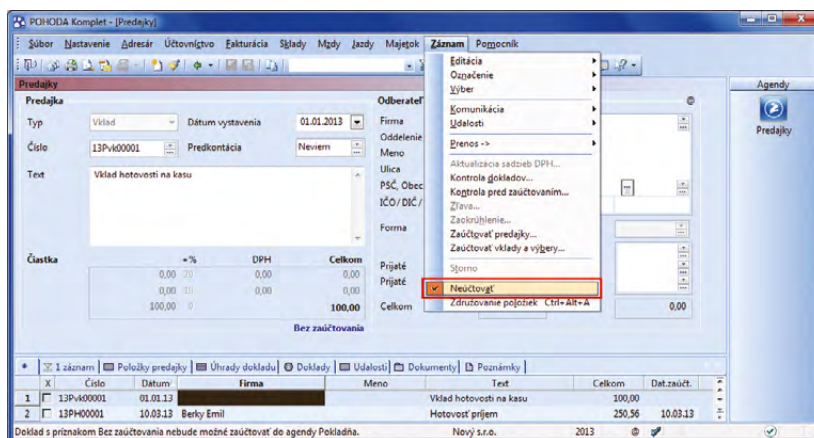 POHODA Komplet - [Predajky]
Súbor Nastavenie Adresár Účtovníctvo Fakturácia Sklady Mzdy Jazdy Majetok Záznam Pomocník
Predajky
Predajka
Typ Vklad Dátum vystavenia 01.01.2013
Číslo 13Pvk00001 Predkontácia Neviem
Text Vklad hotovosti na kasu
Čiastka +% DPH Celkom
0,00 20 0,00 0,00
0,00 10 0,00 0,00
100,00 0 100,00
Bez zaúčtovania
Odberateľ @
Firma
Oddelenie
Meno
Ulica
PSČ, Obec
IČO/DIČ/
Forma
Prijaté
Prijaté
Celkom 0,00
Editácia
Označenie
Výber
Komunikácia
Udalosti
Prenos ->
Aktualizácia sadzieb DPH...
Kontrola dokladov...
Kontrola pred zaúčtovaním...
Zľava...
Zaokrúhlenie...
Zaúčtovať predajky...
Zaúčtovať vklady a výbery...
Storno
Neúčtovať
Združovanie položiek Ctrl+Alt+A
Agendy
Predajky
* 1 záznam Položky predajky Úhrady dokladu Doklady Udalosti Dokumenty Poznámky
X Číslo Dátum Firma Meno Text Celkom Dat.zaúčt.
1 13Pvk00001 01.01.13 Vklad hotovosti na kasu 100,00
2 13PH00001 10.03.13 Berky Emil Hotovosť príjem 250,56 10.03.13
Doklad s príznakom Bez zaúčtovania nebude možné zaúčtovať do agendy Pokladňa. Nový s.r.o. 2013 @